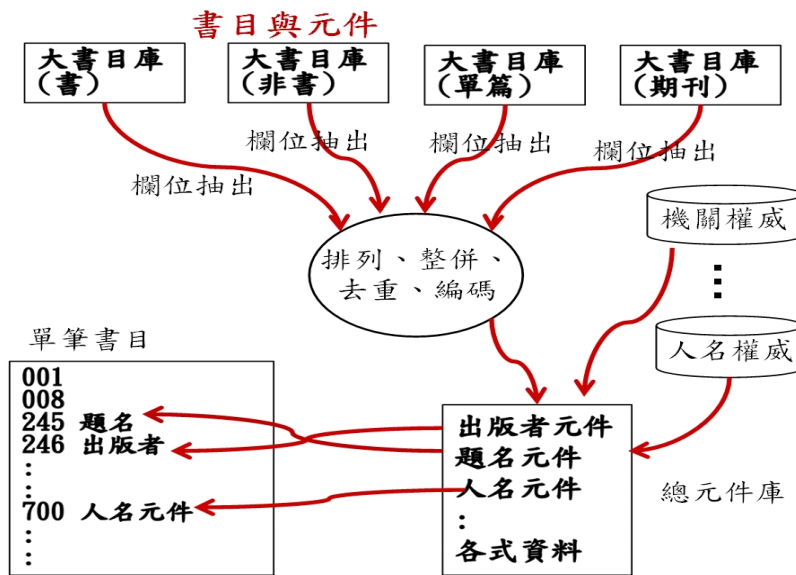 書目與元件
大書目庫
(書)
大書目庫
(非書)
大書目庫
(單篇)
大書目庫
(期刊)
欄位抽出
欄位抽出
欄位抽出
欄位抽出
排列、整併、
去重、編碼
機關權威
⋮
人名權威
單筆書目
001
008
245 題名
246 出版者
:
:
700 人名元件
:
:
出版者元件
題名元件
人名元件
:
各式資料
總元件庫